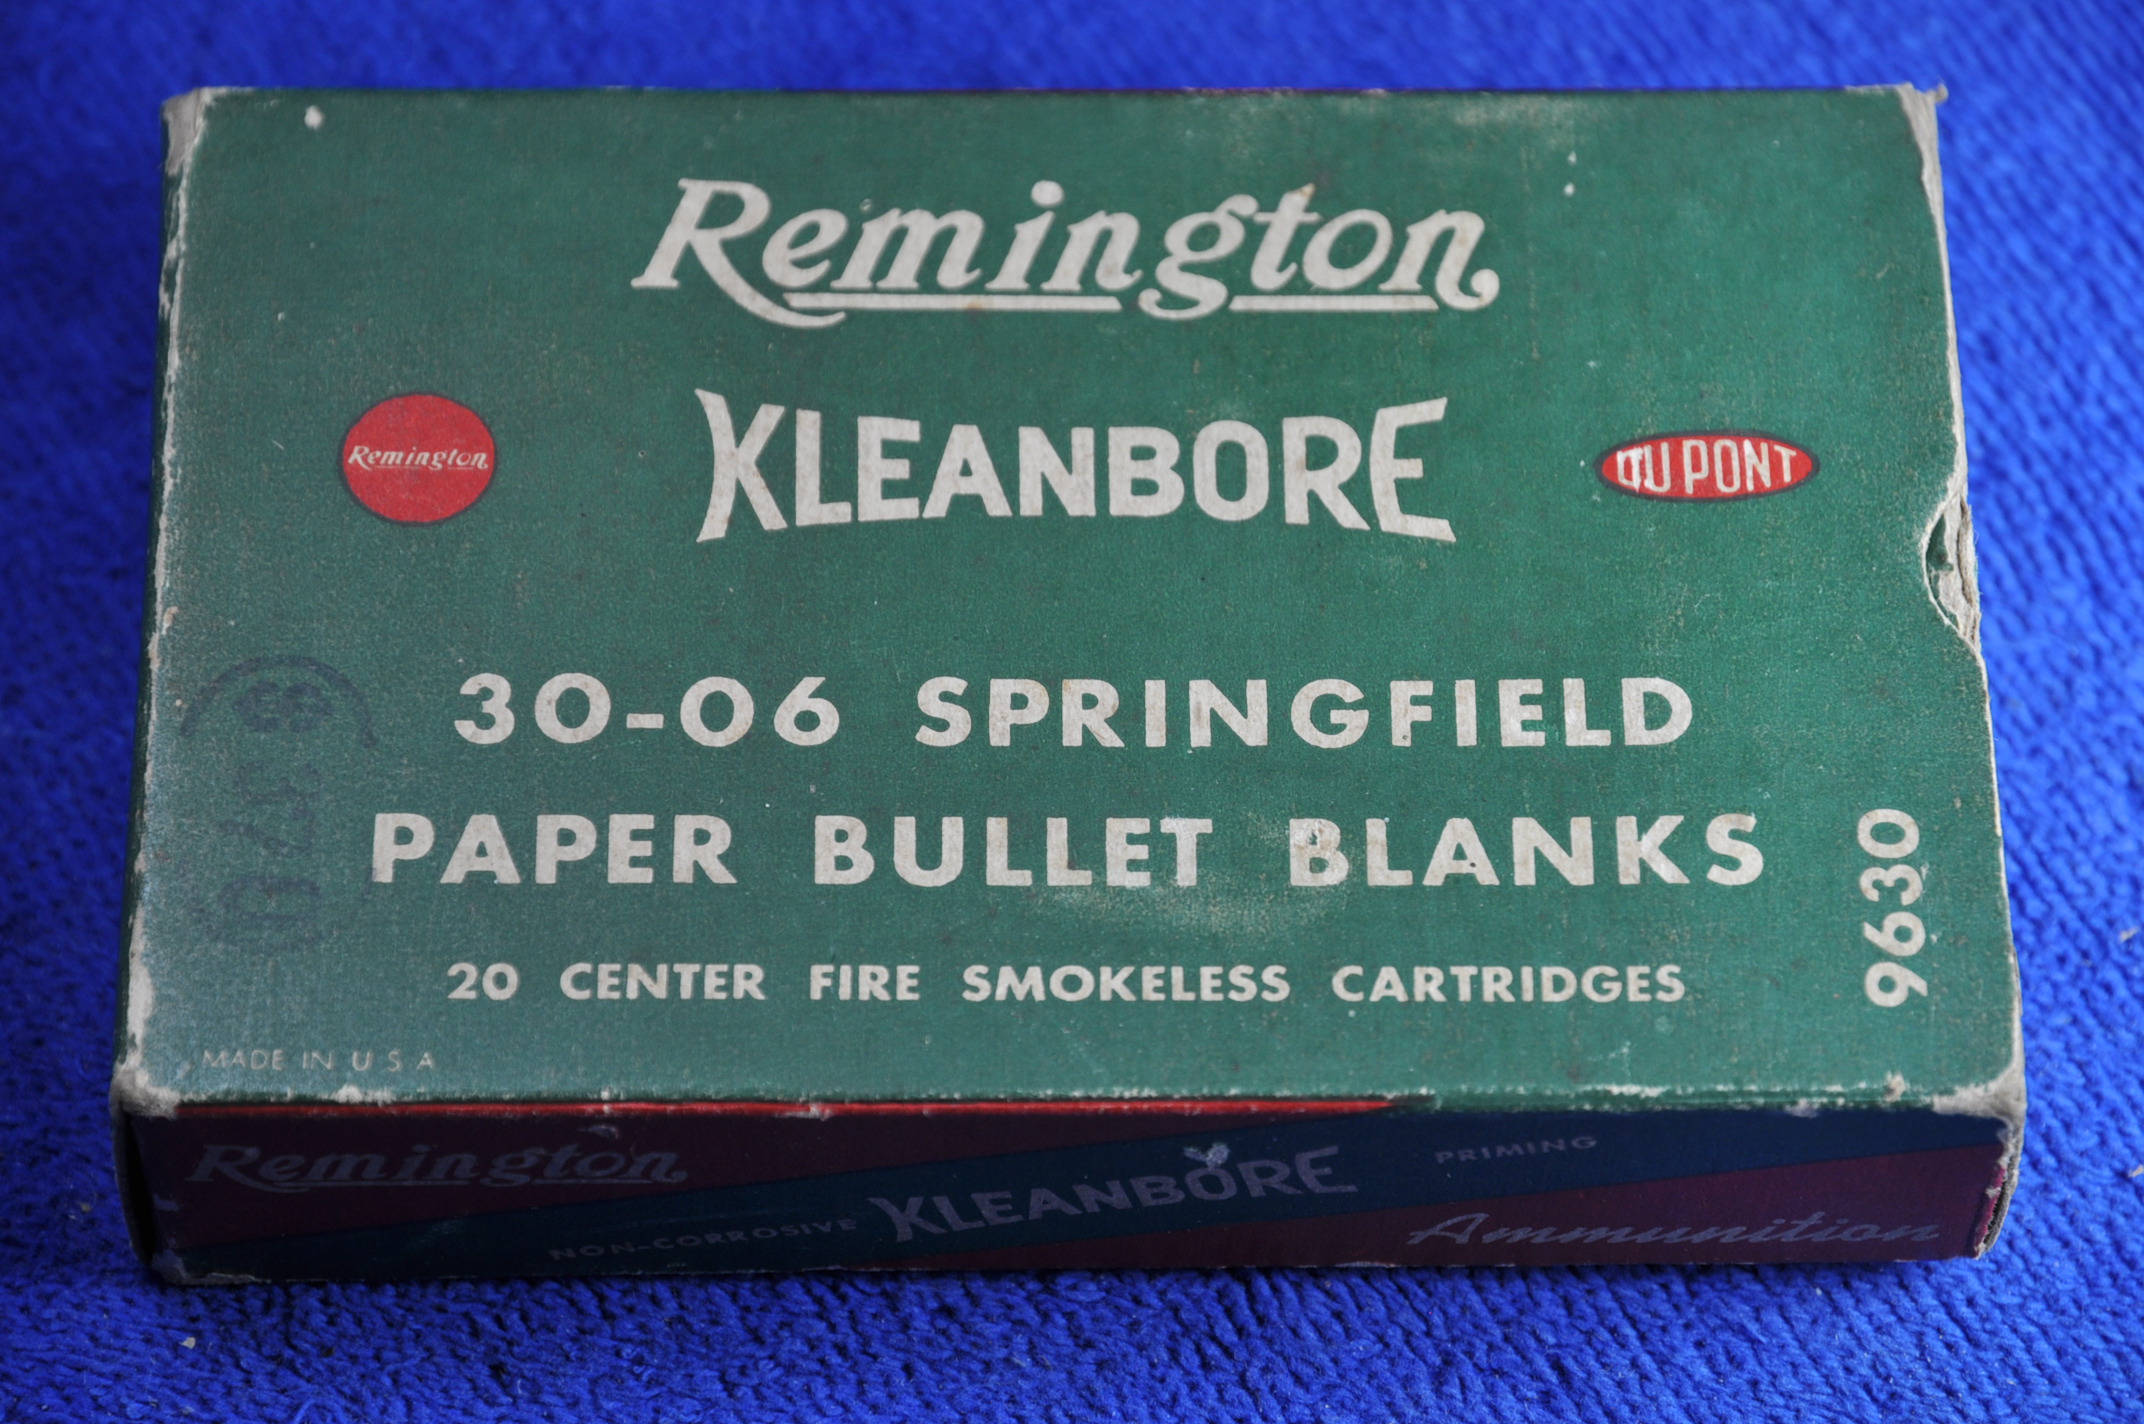 Remington
KLEANBORE
Remington
DU PONT
30-06 SPRINGFIELD
PAPER BULLET BLANKS
20 CENTER FIRE SMOKELESS CARTRIDGES
9630
MADE IN U S A
Remington
NON-CORROSIVE KLEANBORE PRIMING
Ammunition